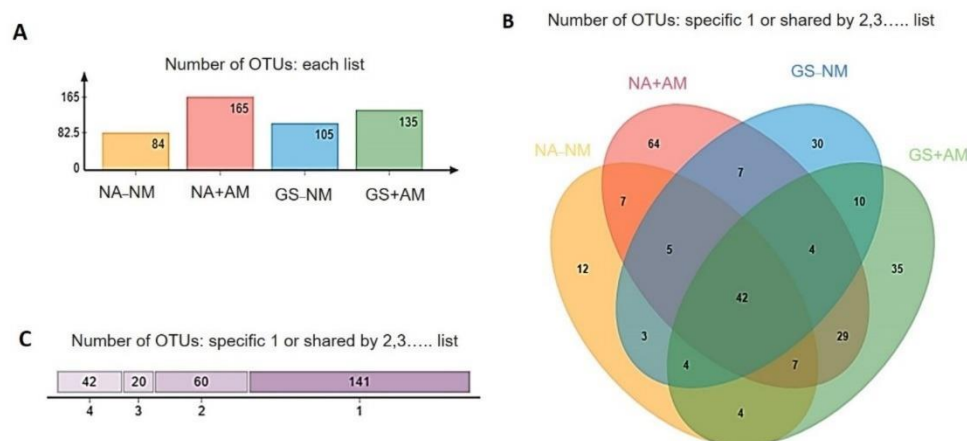 A
Number of OTUs: each list
165
82.5
0
84
165
105
135
NA–NM
NA+AM
GS–NM
GS+AM
B
Number of OTUs: specific 1 or shared by 2,3..... list
NA–NM
NA+AM
GS–NM
GS+AM
64
30
7
7
10
5
4
12
35
42
3
29
4
7
4
C
Number of OTUs: specific 1 or shared by 2,3..... list
42
20
60
141
4
3
2
1